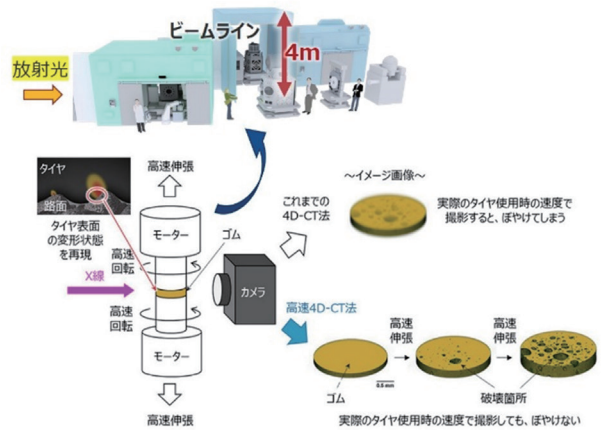 ビームライン
4m
放射光
タイヤ
路面
タイヤ表面
の変形状態
を再現
高速伸張
モーター
ゴム
高速
回転
X線
カメラ
高速
回転
モーター
高速伸張
これまでの
4D-CT法
～イメージ画像～
実際のタイヤ使用時の速度で
撮影すると、ぼやけてしまう
高速4D-CT法
高速
伸張
高速
伸張
0.5 mm
ゴム
破壊箇所
実際のタイヤ使用時の速度で撮影しても、ぼやけない